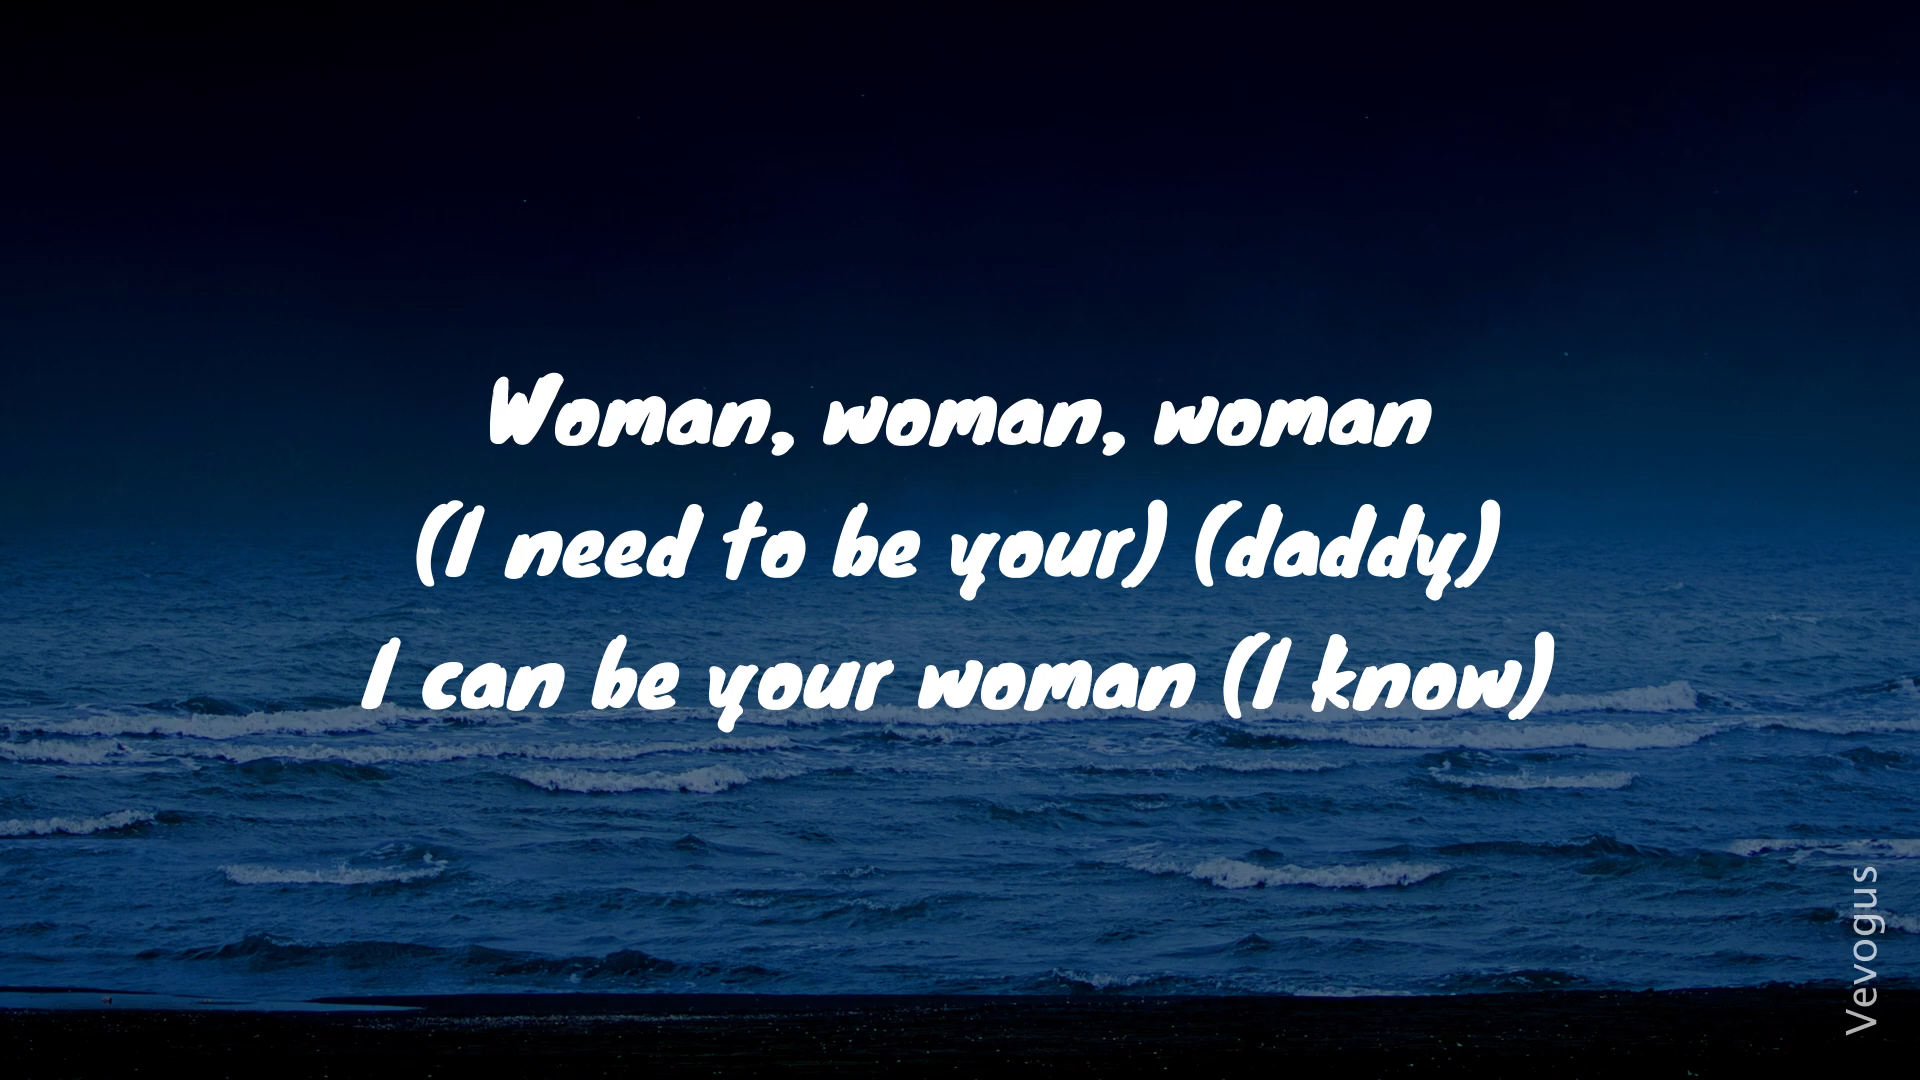 Woman, woman, woman
(I need to be your) (daddy)
I can be your woman (I know)
Vevogus